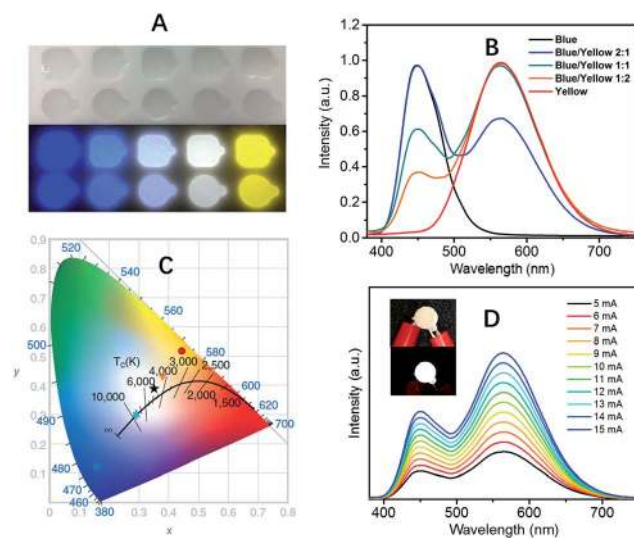 A
B
Intensity (a.u.)
1.2
1.0
0.8
0.6
0.4
0.2
0.0
Blue
Blue/Yellow 2:1
Blue/Yellow 1:1
Blue/Yellow 1:2
Yellow
400 500 600 700
Wavelength (nm)
C
y
0.9
0.8
0.7
0.6
0.5
0.4
0.3
0.2
0.1
0.0
520
540
560
500
580
600
620
700
490
480
470
460
380
Tc(K)
3,000
2,500
4,000
6,000
10,000
2,000
1,500
∞
0.0 0.1 0.2 0.3 0.4 0.5 0.6 0.7 0.8
x
D
Intensity (a.u.)
5 mA
6 mA
7 mA
8 mA
9 mA
10 mA
11 mA
12 mA
13 mA
14 mA
15 mA
400 500 600 700
Wavelength (nm)